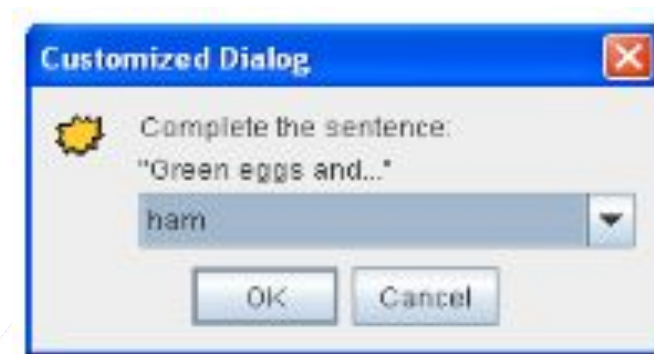 Customized Dialog
Complete the sentence:
"Green eggs and..."
ham
OK Cancel